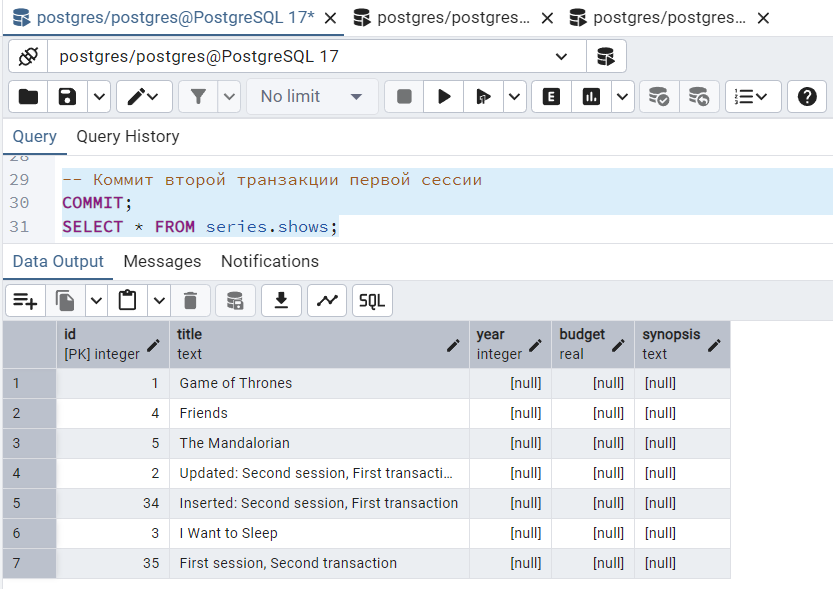 postgres/postgres@PostgreSQL 17* postgres/postgres... postgres/postgres...
postgres/postgres@PostgreSQL 17
No limit
E
Query Query History
28
29 -- Коммит второй транзакции первой сессии
30 COMMIT;
31 SELECT * FROM series.shows;
Data Output Messages Notifications
SQL
id title year budget synopsis
[PK] integer text integer real text
1 1 Game of Thrones [null] [null] [null]
2 4 Friends [null] [null] [null]
3 5 The Mandalorian [null] [null] [null]
4 2 Updated: Second session, First transacti... [null] [null] [null]
5 34 Inserted: Second session, First transaction [null] [null] [null]
6 3 I Want to Sleep [null] [null] [null]
7 35 First session, Second transaction [null] [null] [null]